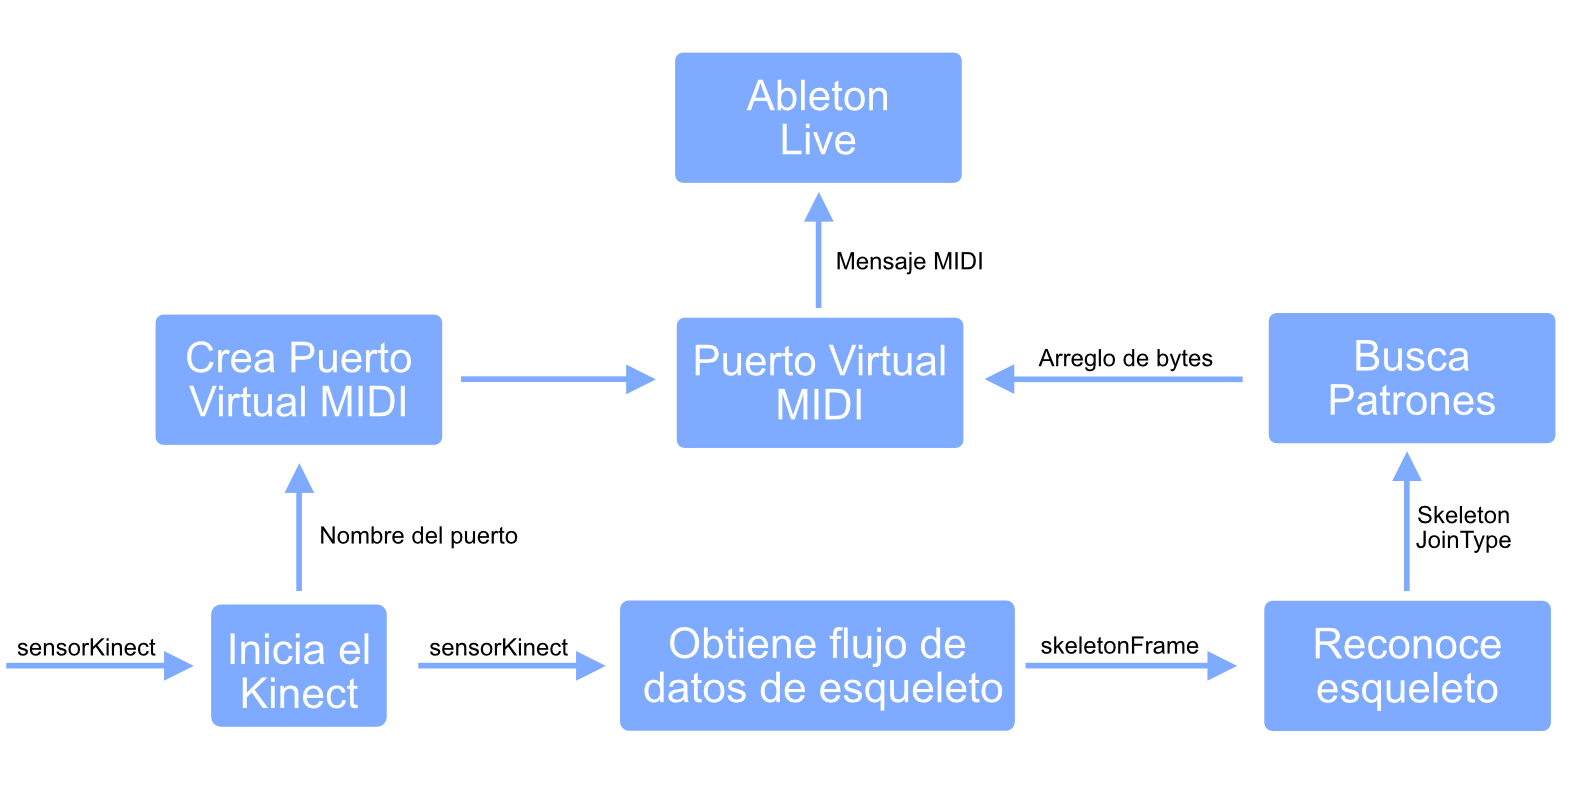 Ableton
Live
Mensaje MIDI
Crea Puerto
Virtual MIDI
Puerto Virtual
MIDI
Arreglo de bytes
Busca
Patrones
Nombre del puerto
Skeleton
JoinType
sensorKinect
Inicia el
Kinect
sensorKinect
Obtiene flujo de
datos de esqueleto
skeletonFrame
Reconoce
esqueleto